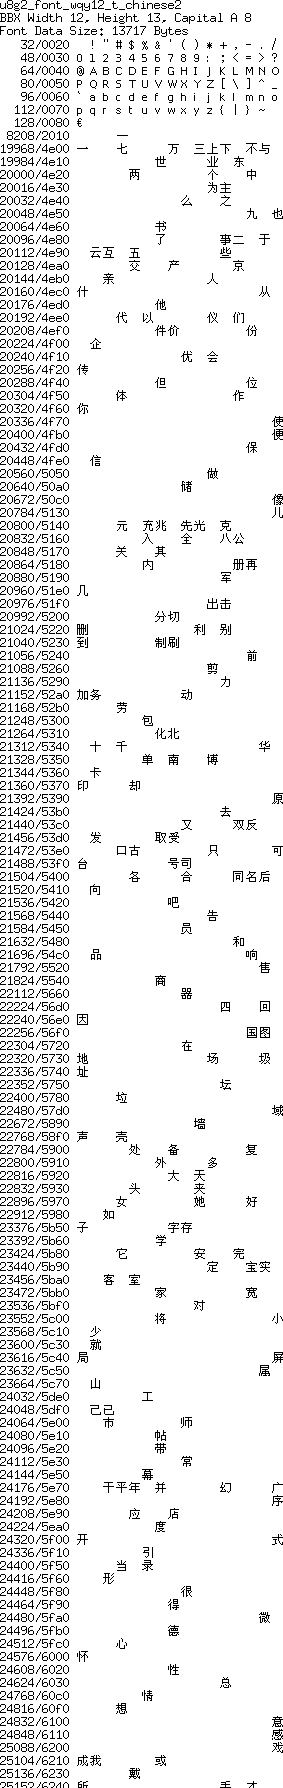 u8g2_font_wqy12_t_chinese2
BBX Width 12, Height 13, Capital A 8
Font Data Size: 13717 Bytes
32/0020 ! " # $ % & ' ( ) * + , - . /
48/0030 0 1 2 3 4 5 6 7 8 9 : ; < = > ?
64/0040 @ A B C D E F G H I J K L M N O
80/0050 P Q R S T U V W X Y Z [ \ ] ^ _
96/0060 ` a b c d e f g h i j k l m n o
112/0070 p q r s t u v w x y z { | } ~
128/0080 €
8208/2010 —
19968/4e00 一 七 万 三上下 不与
19984/4e10 世 业 东
20000/4e20 两 个 中
20016/4e30 为主
20032/4e40 么 之
20048/4e50 九 也
20064/4e60 书
20096/4e80 了 事二 于
20112/4e90 云互 五 些
20128/4ea0 交 产 京
20144/4eb0 亲 人
20160/4ec0 什 从
20176/4ed0 他
20192/4ee0 代 以 仪 们
20208/4ef0 件价 份
20224/4f00 企
20240/4f10 优 会
20256/4f20 传
20288/4f40 但 位
20304/4f50 体 作
20320/4f60 你
20336/4f70 使
20400/4fb0 便
20432/4fd0 保
20448/4fe0 信
20560/5050 做
20640/50a0 储
20672/50c0 像
20784/5130 儿
20800/5140 元 充兆 先光 克
20832/5160 入 全 八公
20848/5170 关 其
20864/5180 内 册再
20880/5190 军
20960/51e0 几
20976/51f0 出击
20992/5200 分切
21024/5220 删 利 别
21040/5230 到 制刷
21056/5240 前
21088/5260 剪
21136/5290 力
21152/52a0 加务 动
21168/52b0 劳
21248/5300 包
21264/5310 化北
21312/5340 十 千 华
21328/5350 单 南 博
21344/5360 卡
21360/5370 印 却
21392/5390 原
21424/53b0 去
21440/53c0 又 双反
21456/53d0 发 取受
21472/53e0 口古 只 可
21488/53f0 台 号司
21504/5400 各 合 同名后
21520/5410 向
21536/5420 吧
21568/5440 告
21584/5450 员
21632/5480 和
21696/54c0 品 响
21792/5520 售
21824/5540 商
22112/5660 器
22224/56d0 四 回
22240/56e0 因
22256/56f0 国图
22304/5720 在
22320/5730 地 场 圾
22336/5740 址
22352/5750 坛
22400/5780 垃
22480/57d0 域
22672/5890 墙
22768/58f0 声 壳
22784/5900 处 备 复
22800/5910 外 多
22816/5920 大 天
22832/5930 头 夹
22896/5970 女 她 好
22912/5980 如
23376/5b50 子 字存
23392/5b60 学
23424/5b80 它 安 完
23440/5b90 定 宝实
23456/5ba0 客 室
23472/5bb0 家 宽
23536/5bf0 对
23552/5c00 将 小
23568/5c10 少
23600/5c30 就
23616/5c40 局 屏
23632/5c50 属
23664/5c70 山
24032/5de0 工
24048/5df0 己已
24064/5e00 市 师
24080/5e10 帖
24096/5e20 带
24112/5e30 常
24144/5e50 幕
24176/5e70 干平年 并 幻 广
24192/5e80 序
24208/5e90 应 店
24224/5ea0 度
24320/5f00 开 式
24336/5f10 引
24400/5f50 当 录
24416/5f60 形
24448/5f80 很
24464/5f90 得
24480/5fa0 微
24496/5fb0 德
24512/5fc0 心
24576/6000 怀
24608/6020 性
24624/6030 总
24768/60c0 情
24816/60f0 想
24832/6100 意
24848/6110 感
25088/6200 戏
25104/6210 成我 或
25136/6230 戴
25152/6240 所 手 才